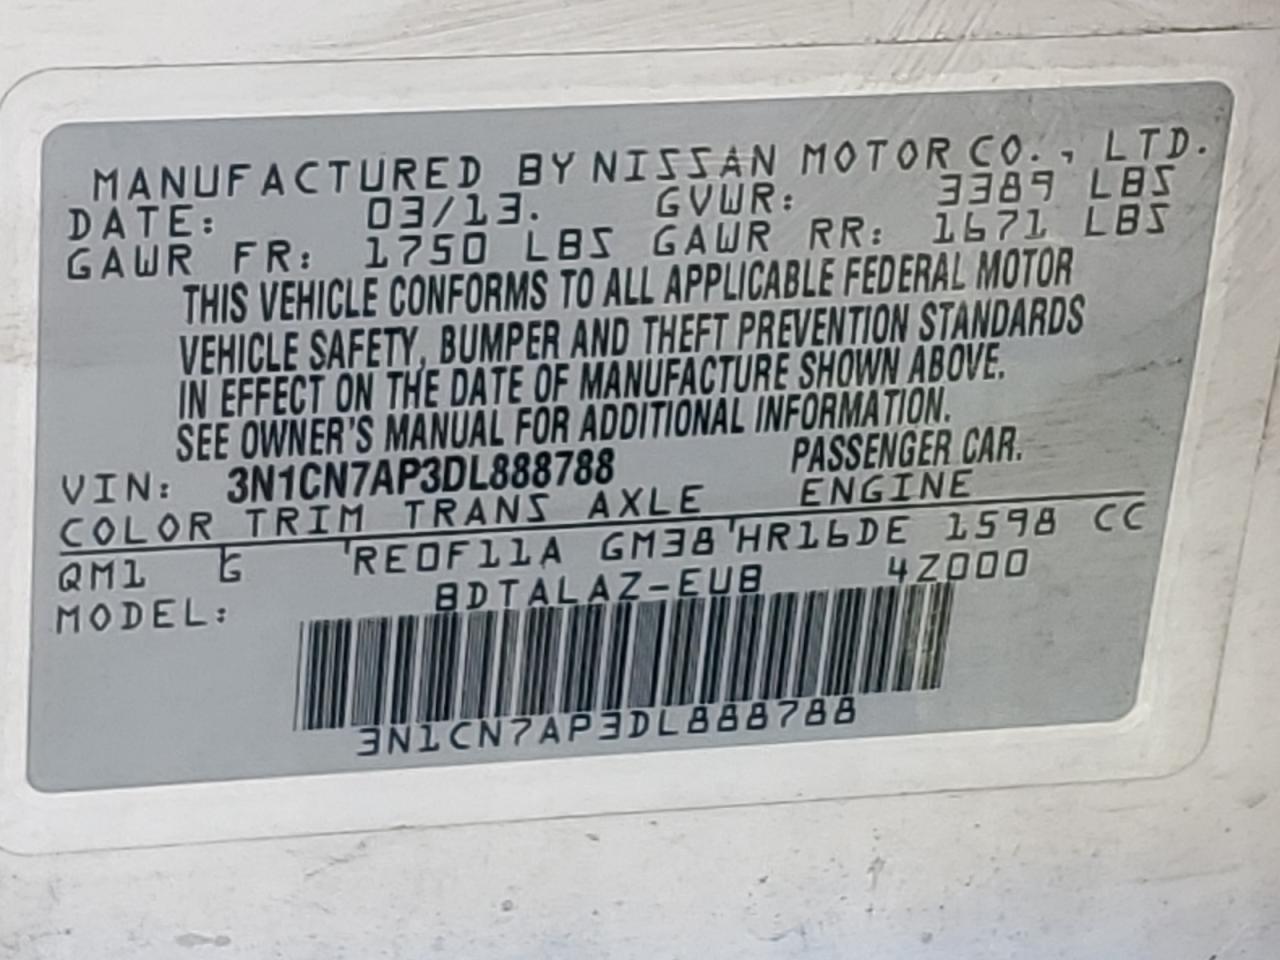 MANUFACTURED BY NISSAN MOTOR CO., LTD.
DATE: 03/13. GVWR: 3389 LBS
GAWR FR: 1750 LBS GAWR RR: 1671 LBS
THIS VEHICLE CONFORMS TO ALL APPLICABLE FEDERAL MOTOR
VEHICLE SAFETY, BUMPER AND THEFT PREVENTION STANDARDS
IN EFFECT ON THE DATE OF MANUFACTURE SHOWN ABOVE.
SEE OWNER'S MANUAL FOR ADDITIONAL INFORMATION.
VIN: 3N1CN7AP3DL888788 PASSENGER CAR.
COLOR TRIM TRANS AXLE ENGINE
QM1 G 'RE0F11A GM38'HR16DE 1598 CC
MODEL: BDTALAZ-EUB 4Z000
3N1CN7AP3DL888788